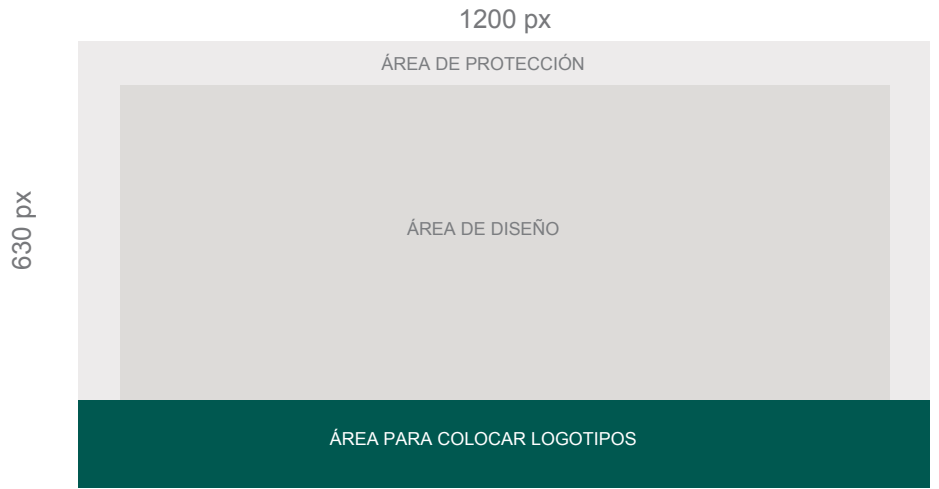 1200 px
ÁREA DE PROTECCIÓN
630 px
ÁREA DE DISEÑO
ÁREA PARA COLOCAR LOGOTIPOS